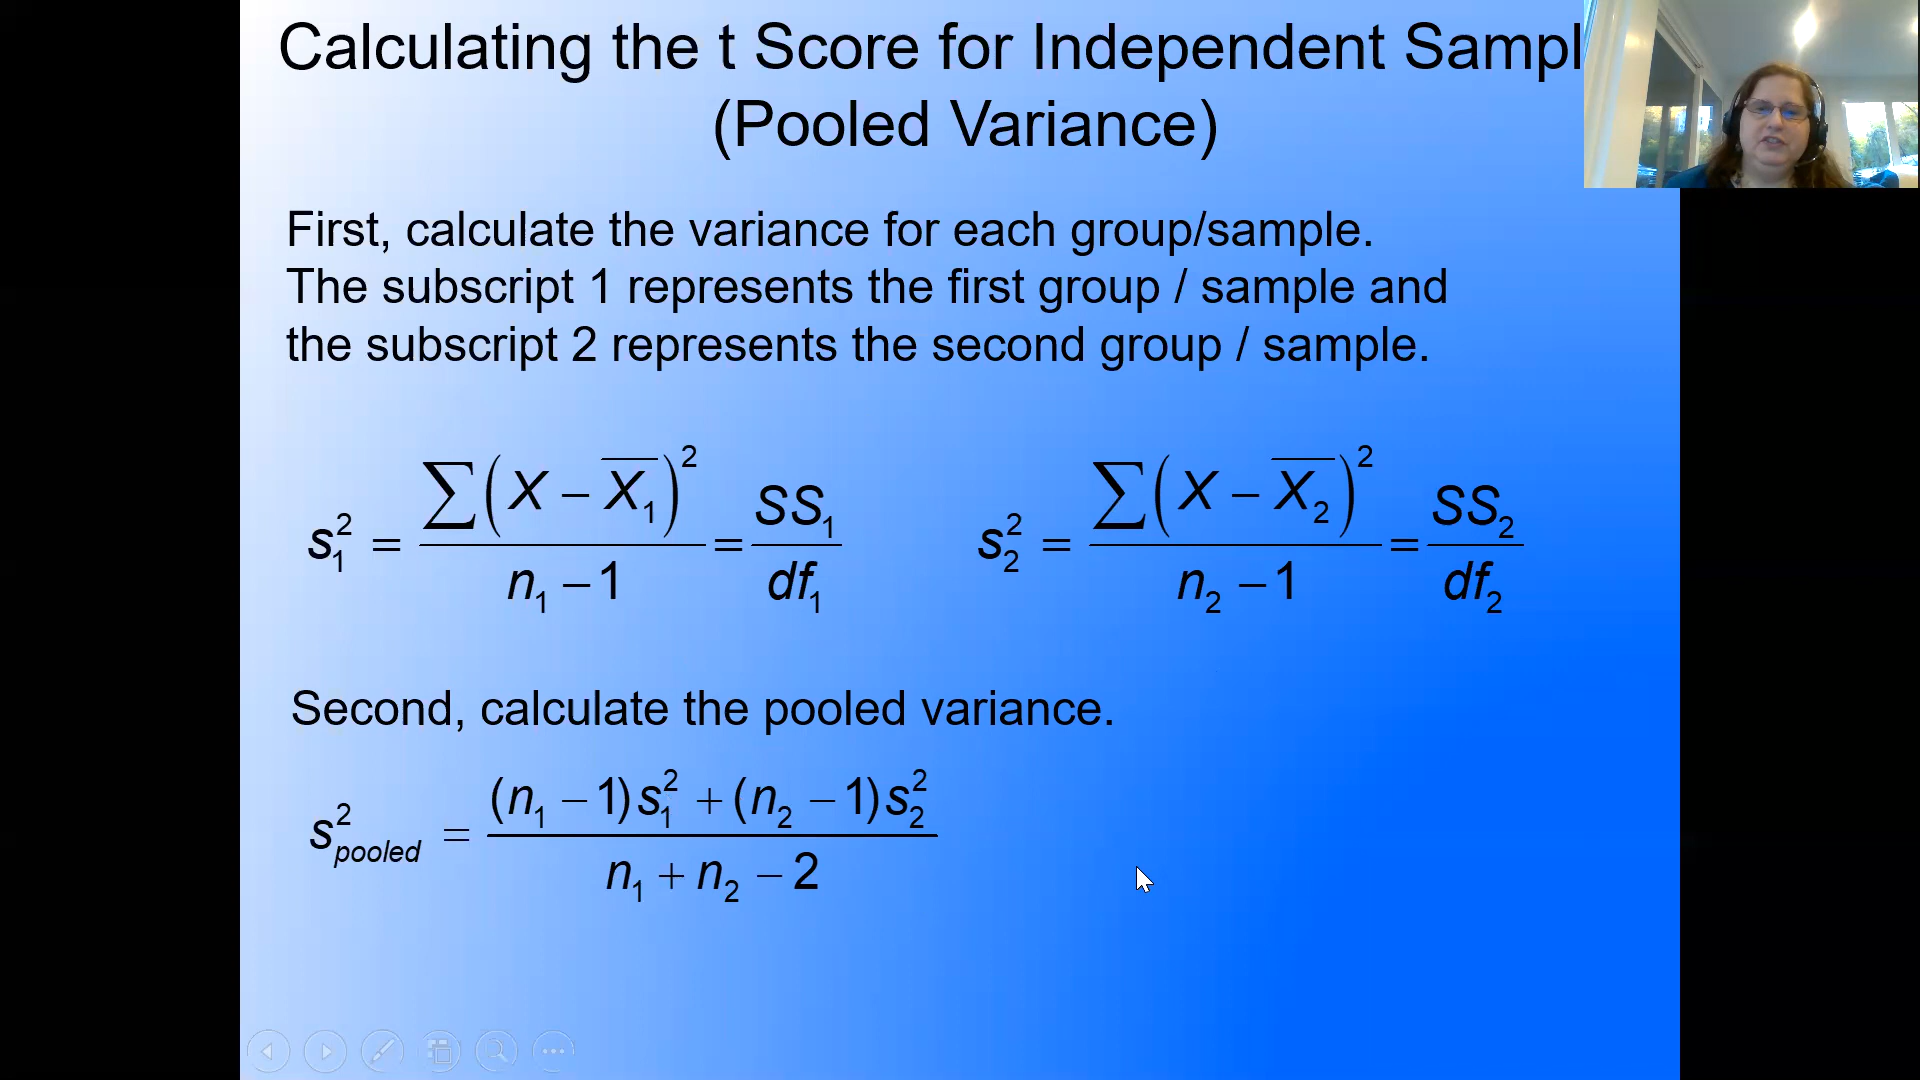 Calculating the t Score for Independent Sampl
(Pooled Variance)
First, calculate the variance for each group/sample.
The subscript 1 represents the first group / sample and
the subscript 2 represents the second group / sample.
s₁² = ∑(X − X̄₁)² / (n₁ − 1) = SS₁ / df₁
s₂² = ∑(X − X̄₂)² / (n₂ − 1) = SS₂ / df₂
Second, calculate the pooled variance.
s²pooled = ((n₁ − 1)s₁² + (n₂ − 1)s₂²) / (n₁ + n₂ − 2)